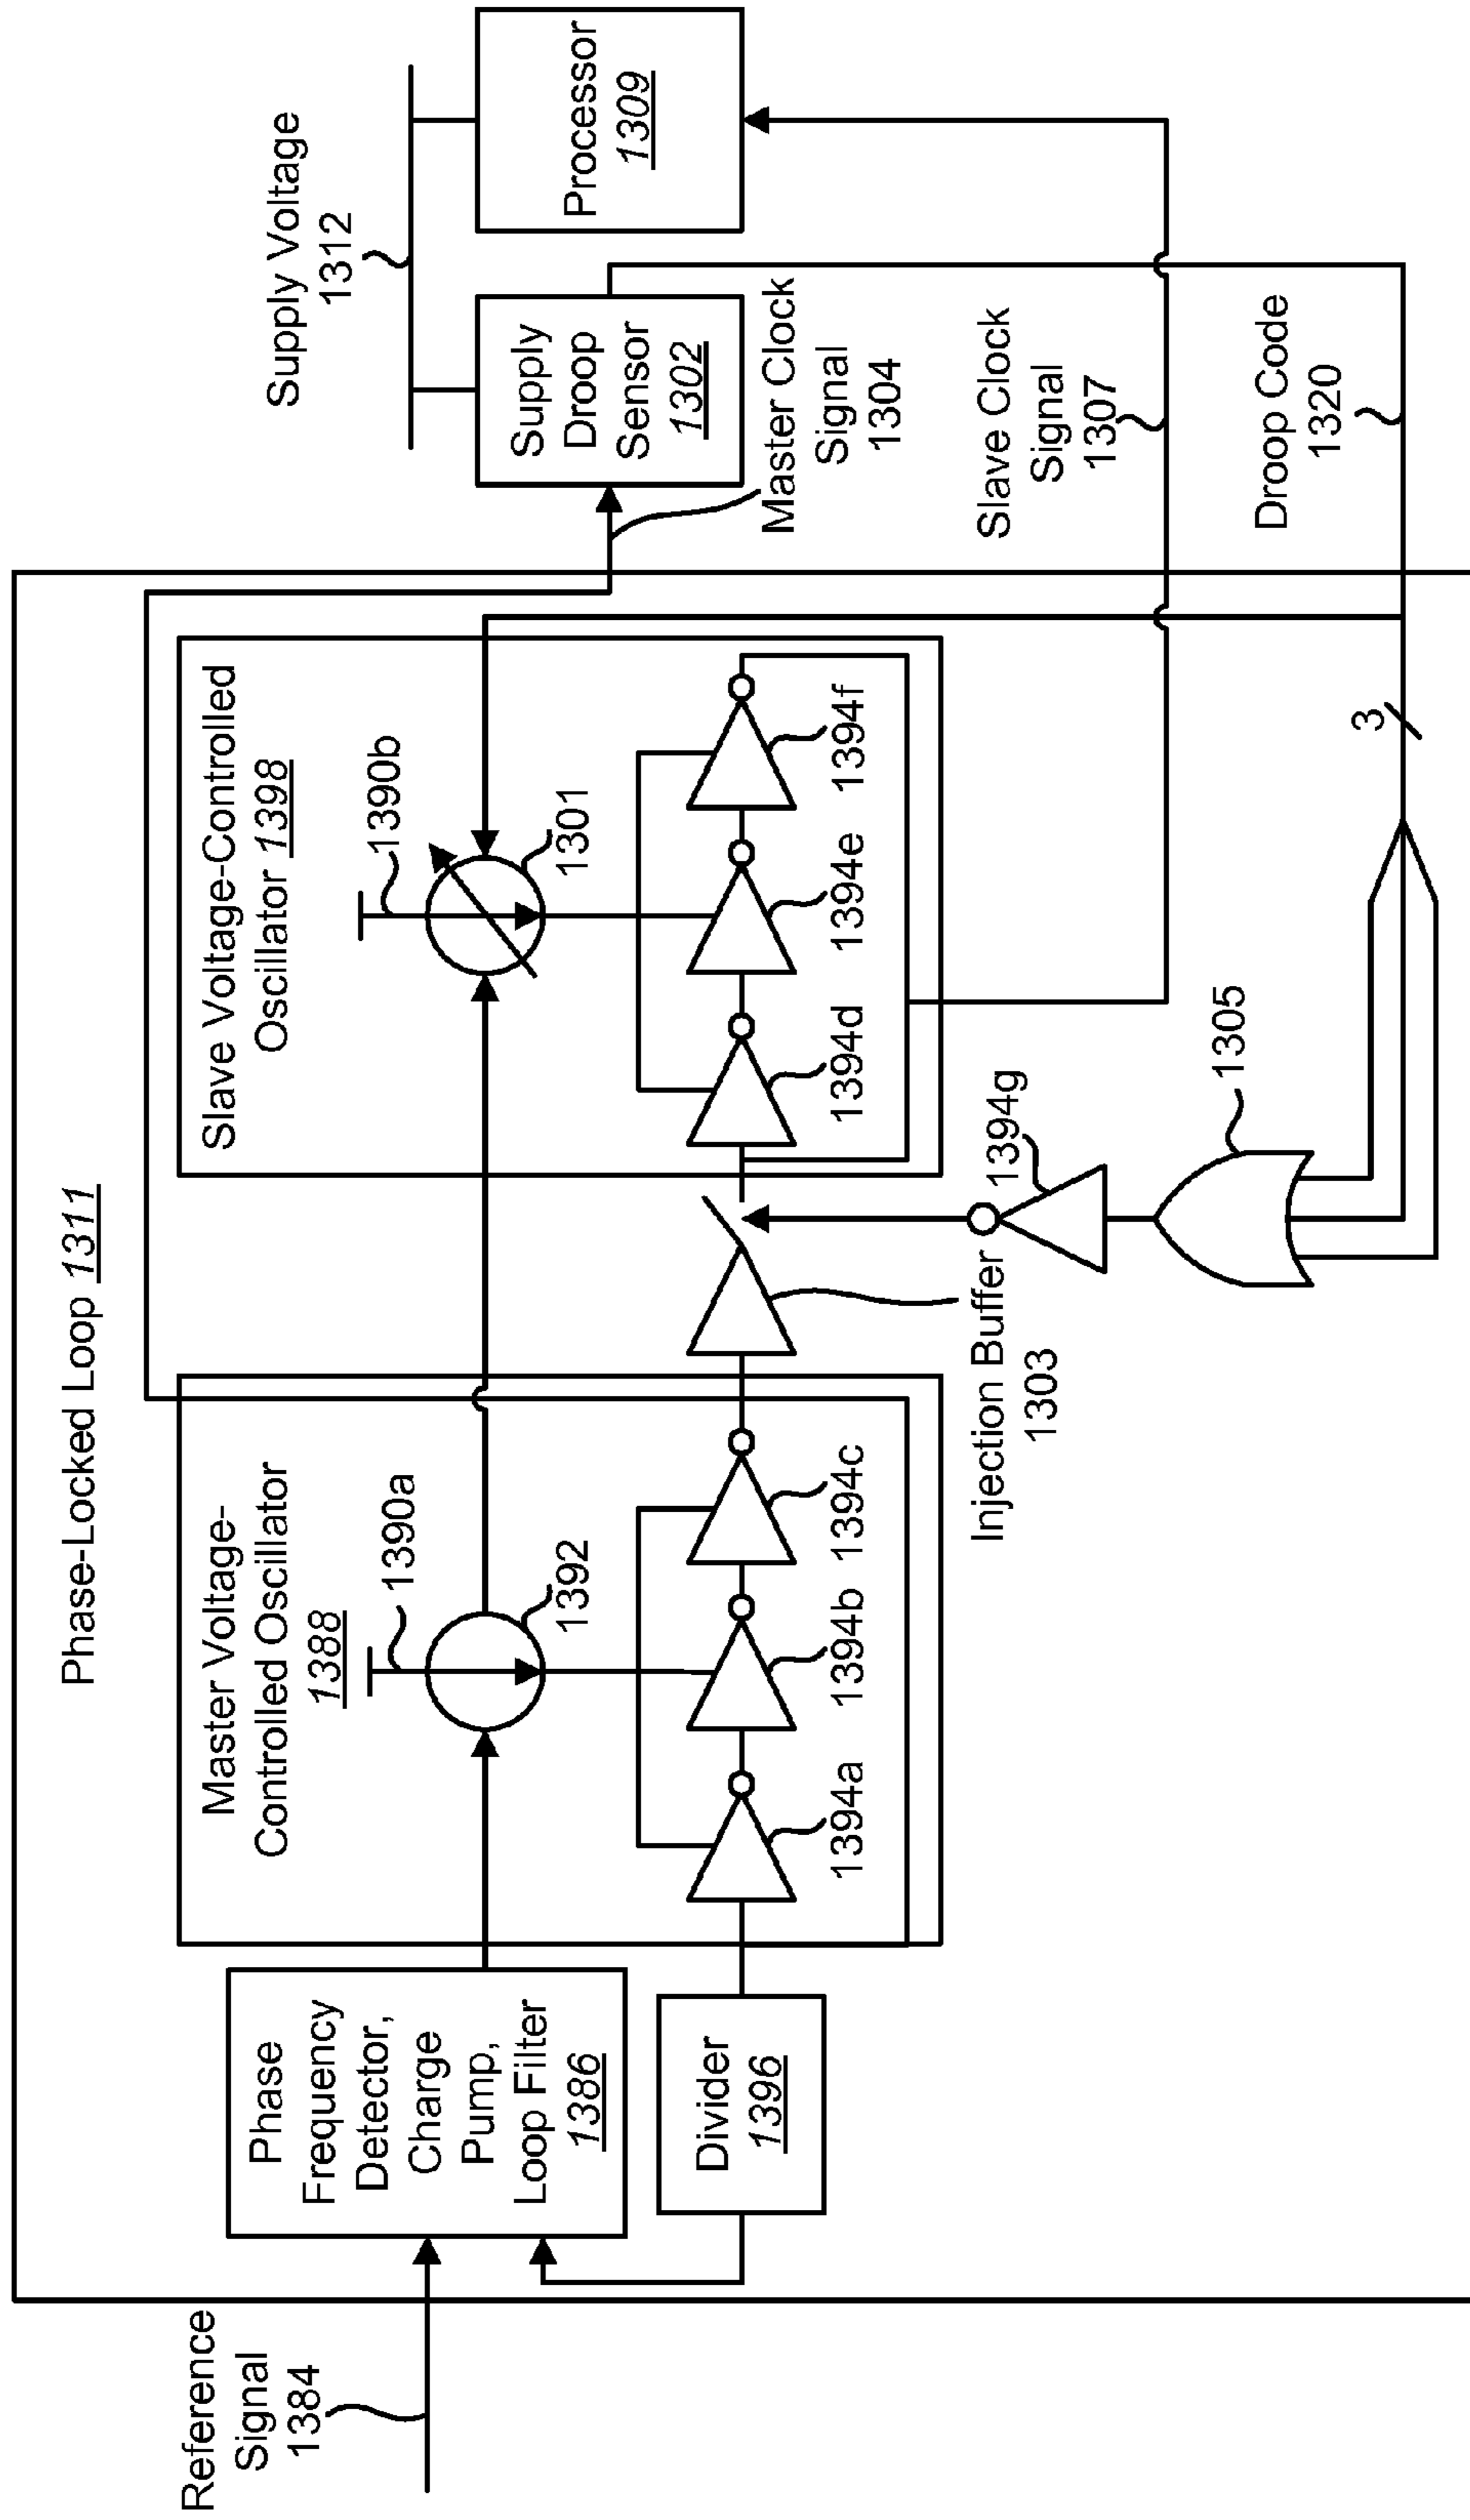 Phase-Locked Loop 1311
Reference
Signal
1384
Phase
Frequency
Detector,
Charge
Pump,
Loop Filter
1386
Divider
1396
Master Voltage-
Controlled Oscillator
1388
1390a
1392
1394a
1394b
1394c
Injection Buffer
1303
Slave Voltage-Controlled
Oscillator 1398
1390b
1301
1394d
1394e
1394f
1394g
1305
3
Supply Voltage
1312
Supply
Droop
Sensor
1302
Processor
1309
Master Clock
Signal
1304
Slave Clock
Signal
1307
Droop Code
1320